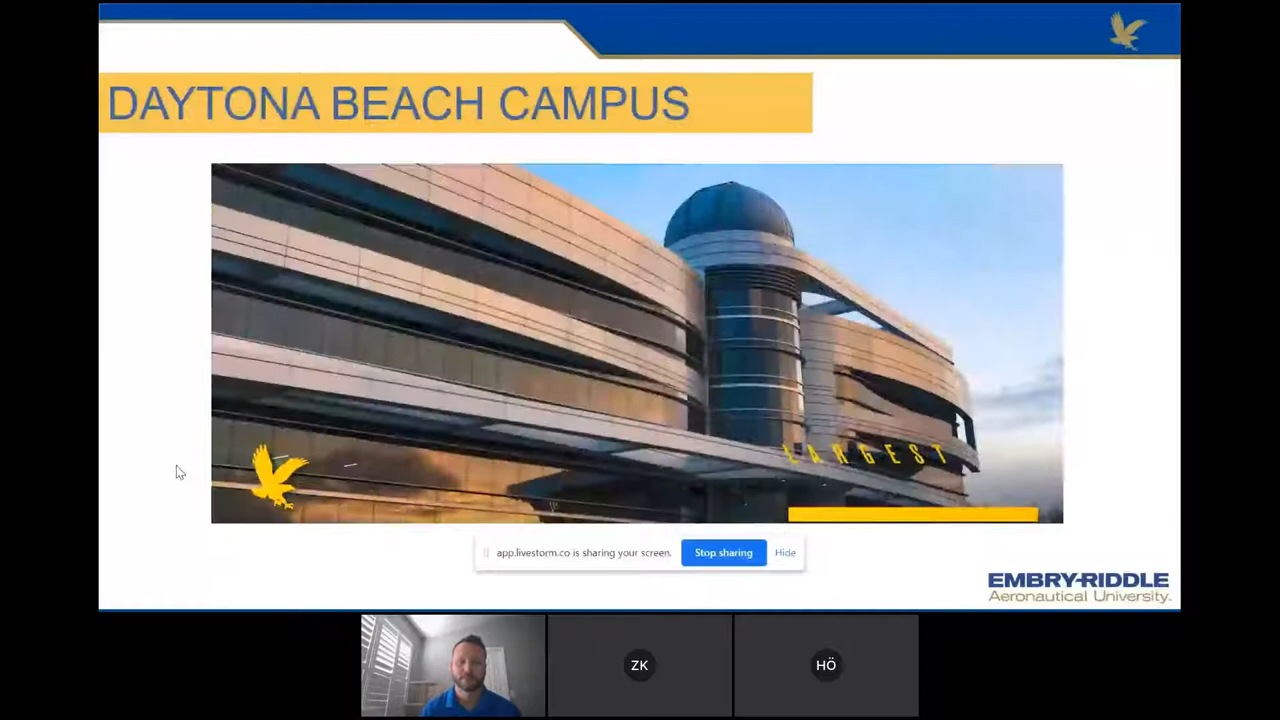 DAYTONA BEACH CAMPUS
LARGEST
app.livestorm.co is sharing your screen.
Stop sharing
Hide
EMBRY-RIDDLE
Aeronautical University.
ZK
HÖ